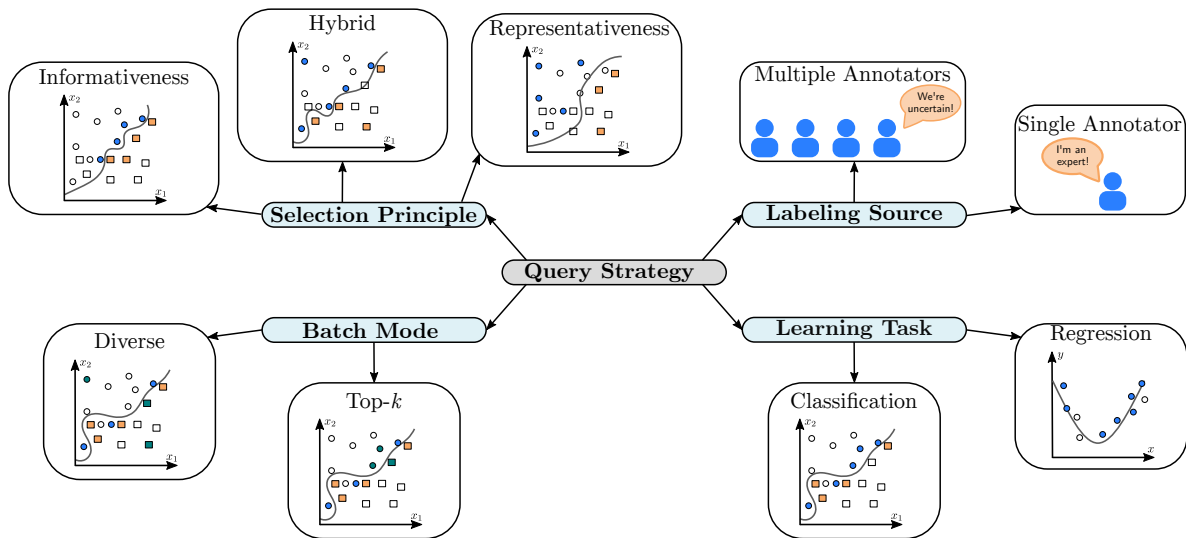 Hybrid
x2
x1
Representativeness
x2
x1
Informativeness
x2
x1
Multiple Annotators
We're
uncertain!
Single Annotator
I'm an
expert!
Selection Principle
Labeling Source
Query Strategy
Batch Mode
Learning Task
Diverse
x2
x1
Top-k
x2
x1
Classification
x2
x1
Regression
y
x